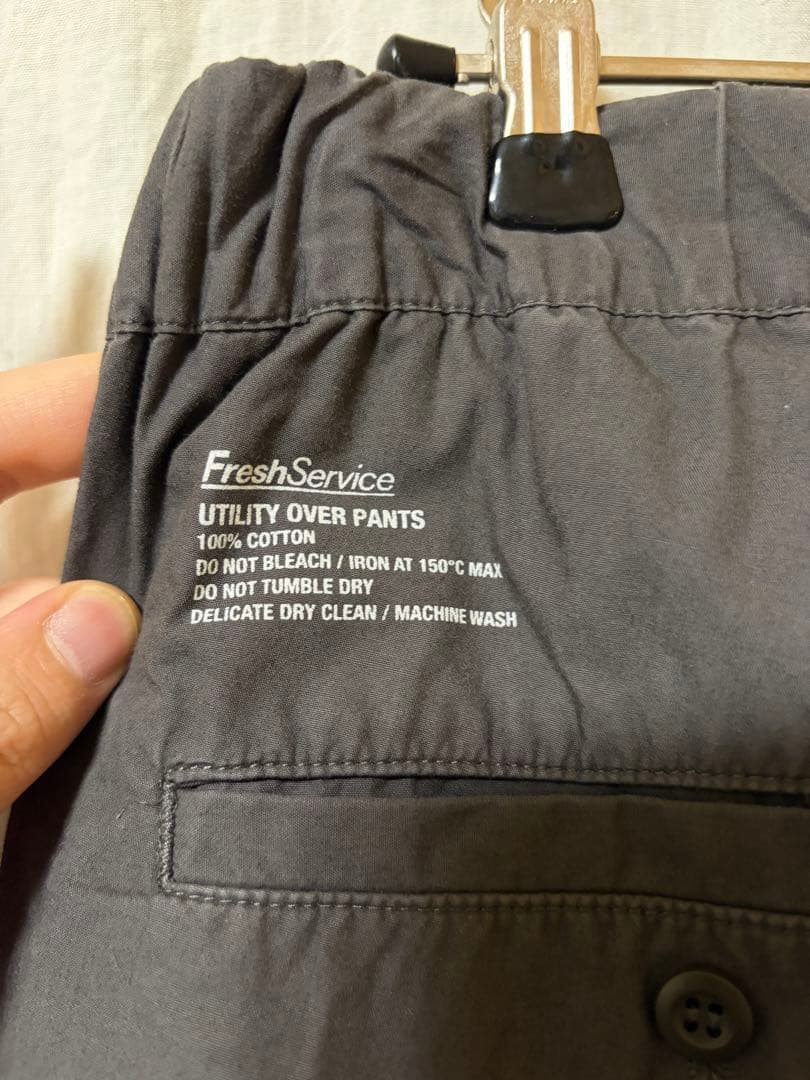 FreshService
UTILITY OVER PANTS
100% COTTON
DO NOT BLEACH / IRON AT 150°C MAX
DO NOT TUMBLE DRY
DELICATE DRY CLEAN / MACHINE WASH